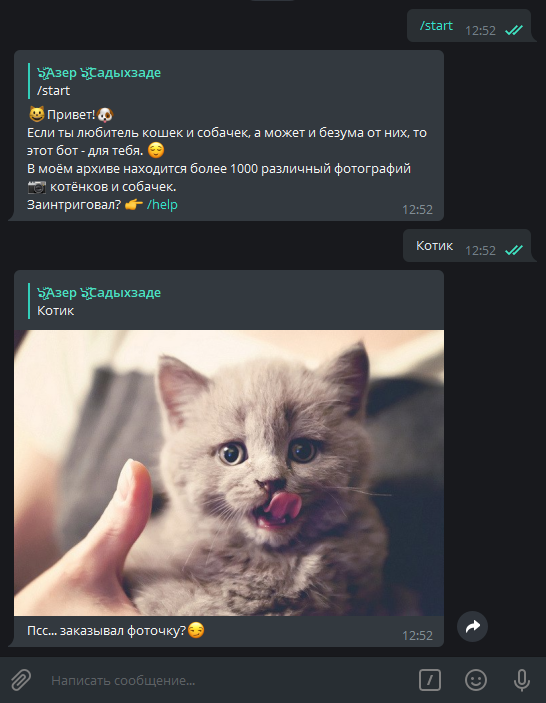 /start 12:52
Азер Садыхзаде
/start
😺Привет!🐶
Если ты любитель кошек и собачек, а может и безума от них, то
этот бот - для тебя. 😌
В моём архиве находится более 1000 различный фотографий
📷 котёнков и собачек.
Заинтриговал? 👉 /help
12:52
Котик 12:52
Азер Садыхзаде
Котик
Псс... заказывал фоточку?😏
12:52
Написать сообщение...